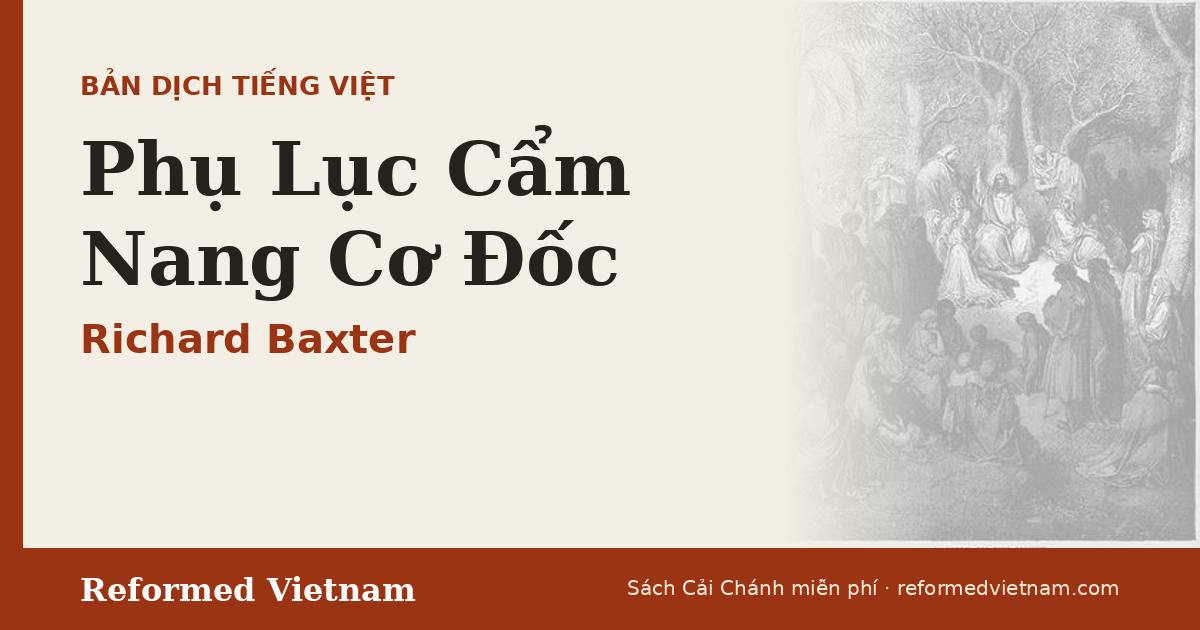 BẢN DỊCH TIẾNG VIỆT
Phụ Lục Cẩm
Nang Cơ Đốc
Richard Baxter
Reformed Vietnam
Sách Cải Chánh miễn phí · reformedvietnam.com